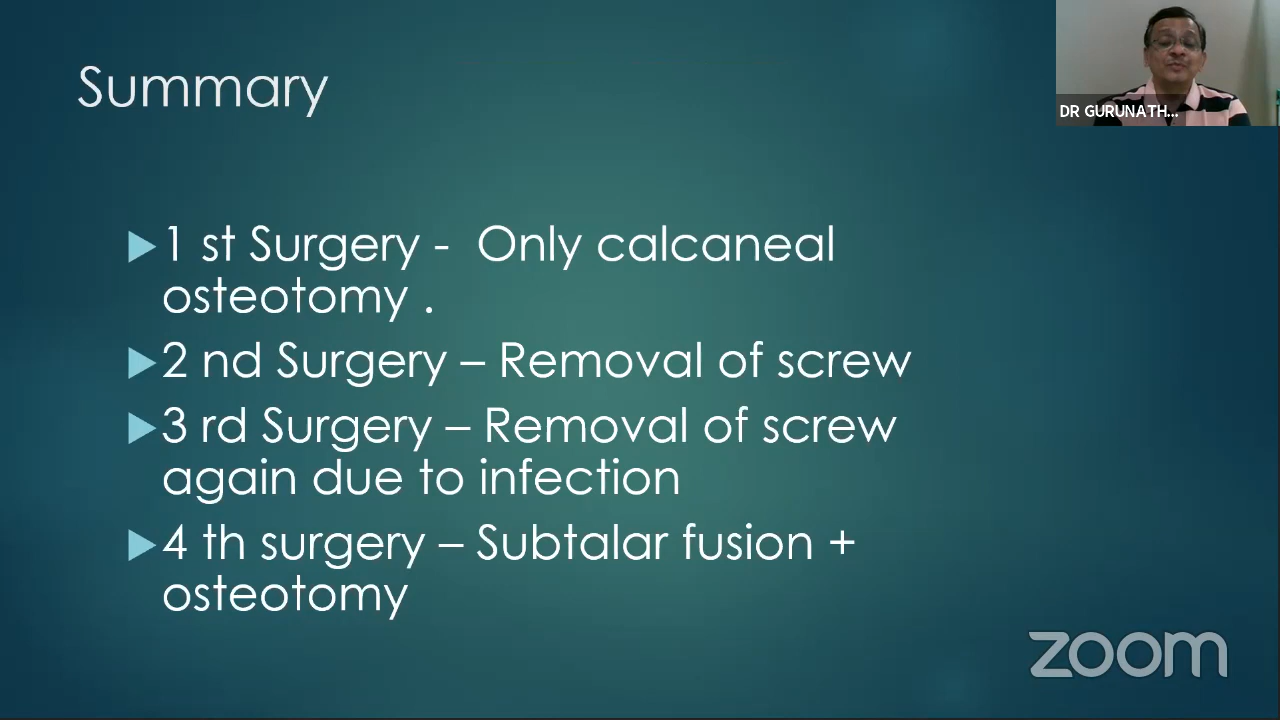 Summary
DR GURUNATH...
1 st Surgery - Only calcaneal
osteotomy .
2 nd Surgery – Removal of screw
3 rd Surgery – Removal of screw
again due to infection
4 th surgery – Subtalar fusion +
osteotomy
zoom